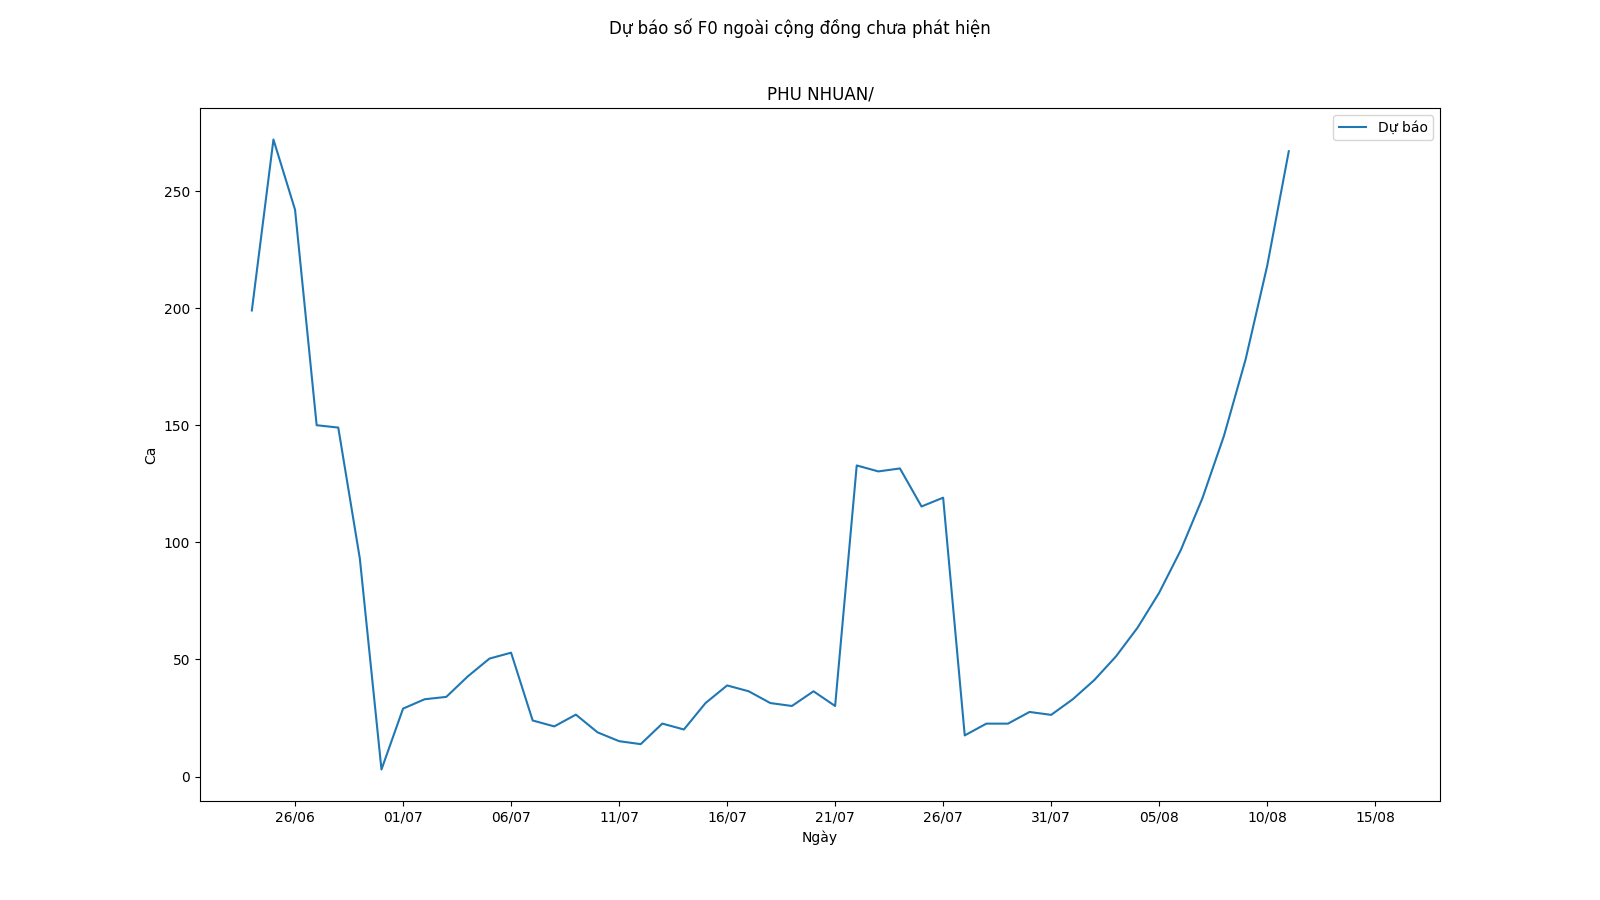 Dự báo số F0 ngoài cộng đồng chưa phát hiện
PHU NHUAN/
Dự báo
250
200
150
100
50
0
Ca
26/06 01/07 06/07 11/07 16/07 21/07 26/07 31/07 05/08 10/08 15/08
Ngày